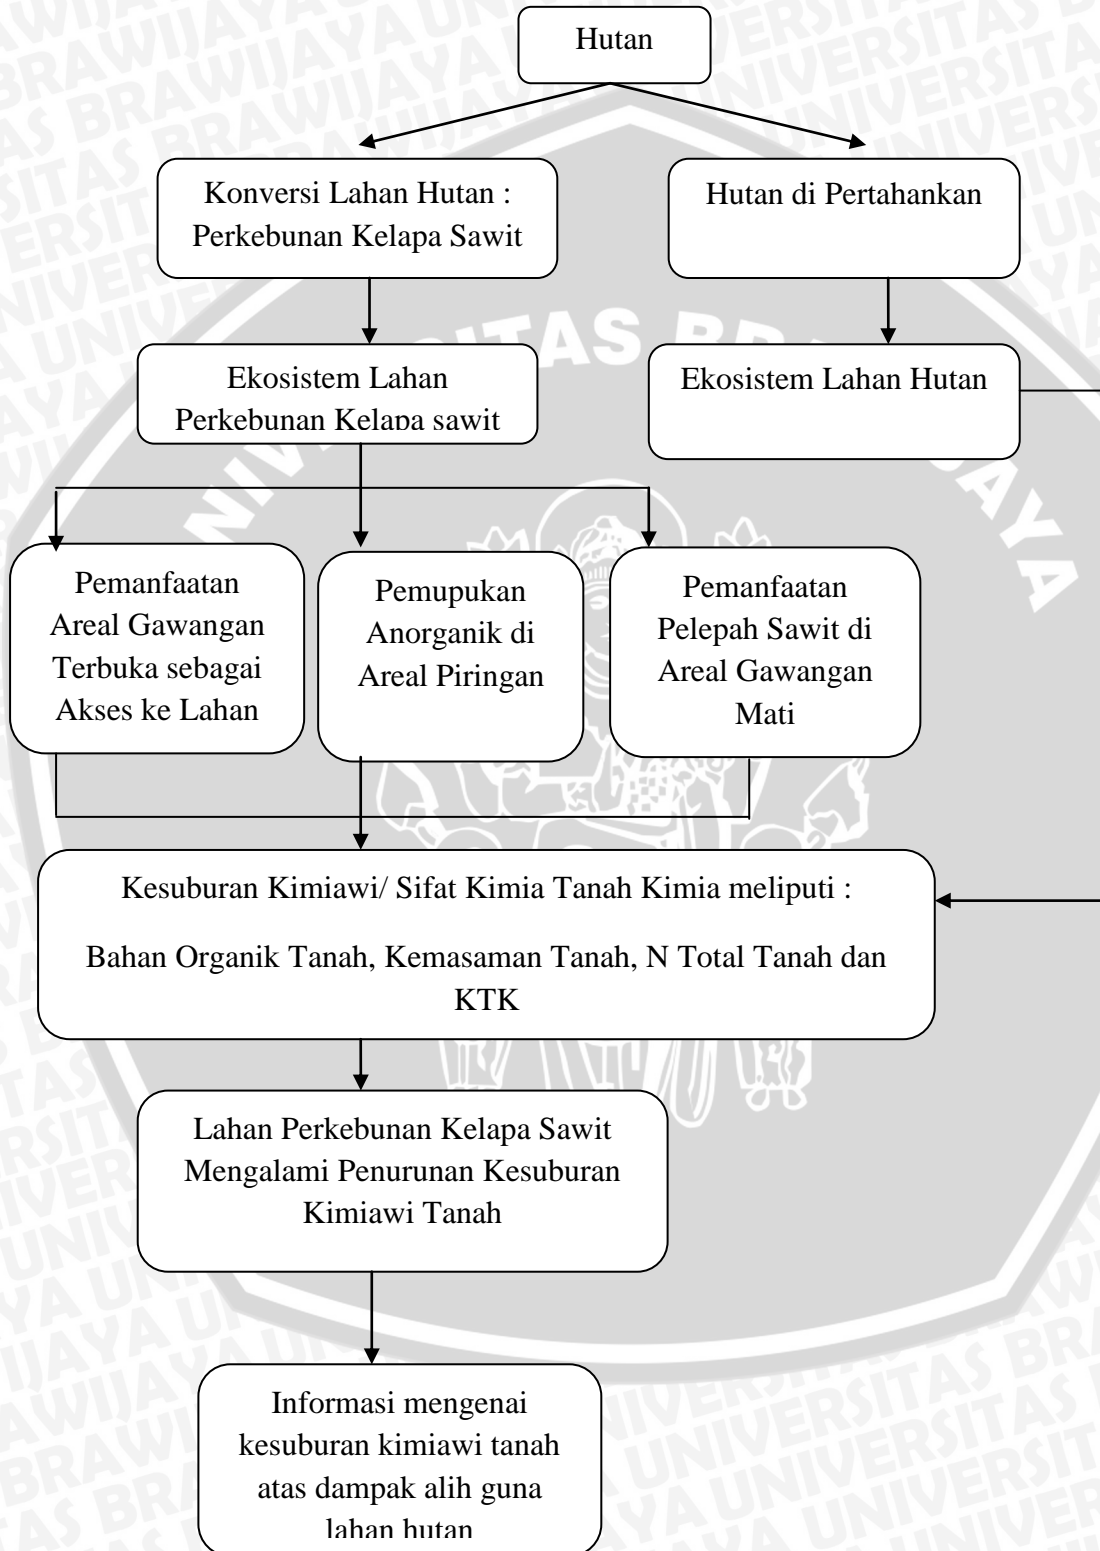 Hutan
Konversi Lahan Hutan :
Perkebunan Kelapa Sawit
Hutan di Pertahankan
Ekosistem Lahan
Perkebunan Kelapa sawit
Ekosistem Lahan Hutan
Pemanfaatan
Areal Gawangan
Terbuka sebagai
Akses ke Lahan
Pemupukan
Anorganik di
Areal Piringan
Pemanfaatan
Pelepah Sawit di
Areal Gawangan
Mati
Kesuburan Kimiawi/ Sifat Kimia Tanah Kimia meliputi :
Bahan Organik Tanah, Kemasaman Tanah, N Total Tanah dan
KTK
Lahan Perkebunan Kelapa Sawit
Mengalami Penurunan Kesuburan
Kimiawi Tanah
Informasi mengenai
kesuburan kimiawi tanah
atas dampak alih guna
lahan hutan